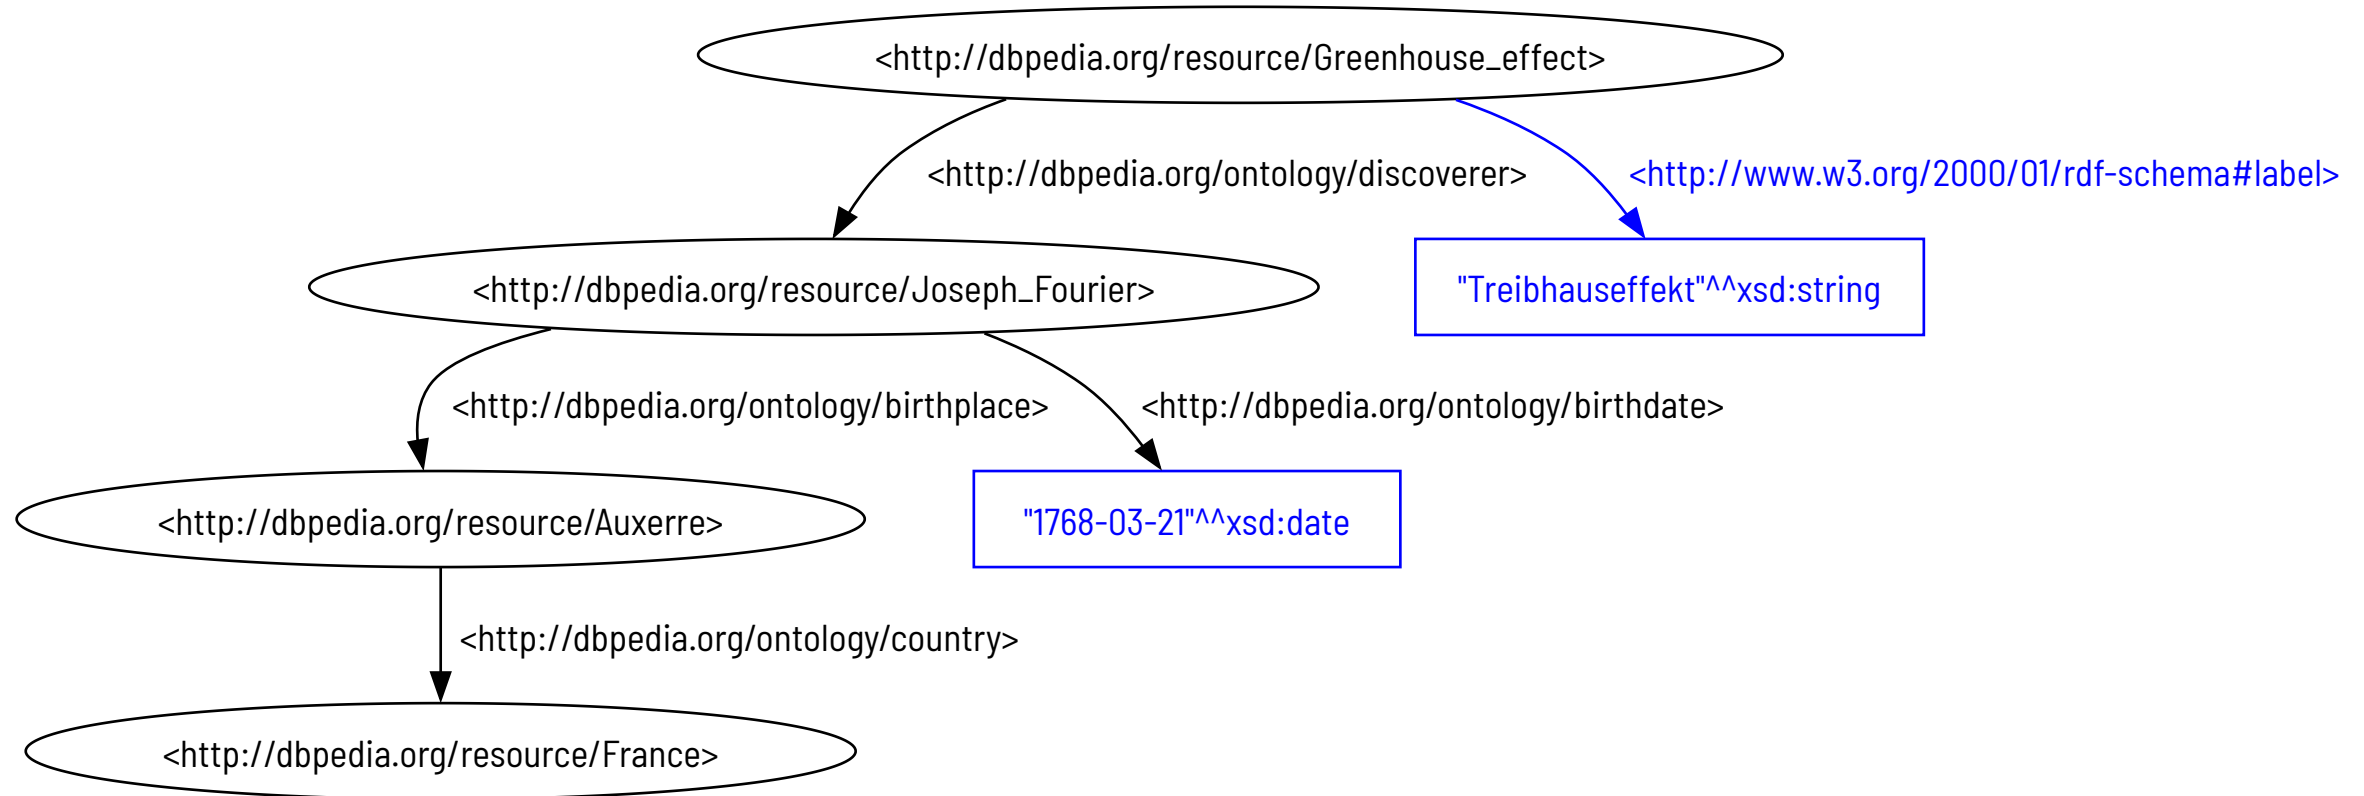 <http://dbpedia.org/resource/Greenhouse_effect>
<http://dbpedia.org/ontology/discoverer>
<http://www.w3.org/2000/01/rdf-schema#label>
<http://dbpedia.org/resource/Joseph_Fourier>
"Treibhauseffekt"^^xsd:string
<http://dbpedia.org/ontology/birthplace>
<http://dbpedia.org/ontology/birthdate>
<http://dbpedia.org/resource/Auxerre>
"1768-03-21"^^xsd:date
<http://dbpedia.org/ontology/country>
<http://dbpedia.org/resource/France>